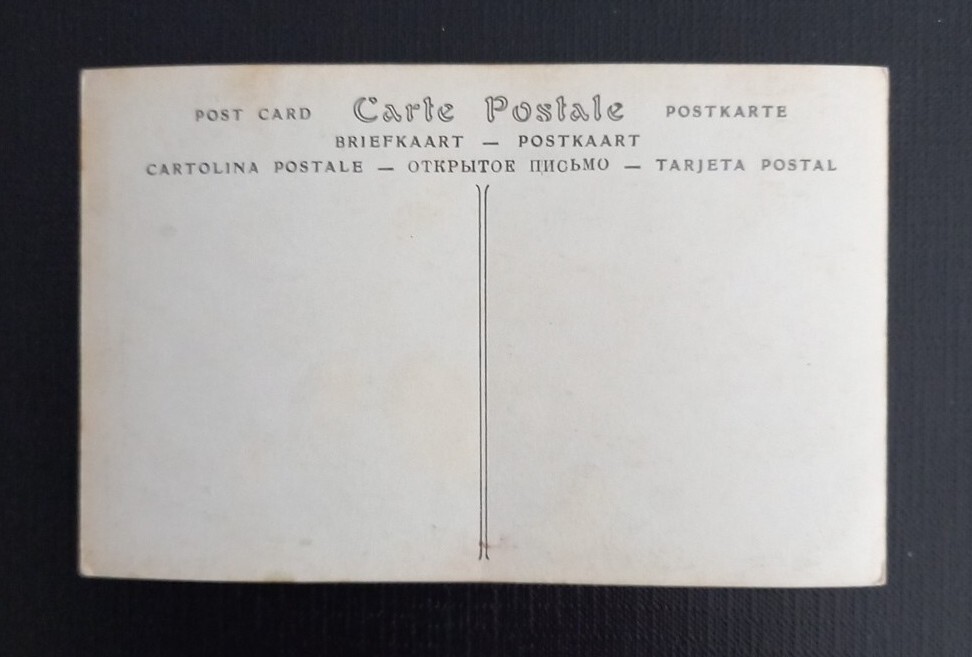 POST CARD Carte Postale POSTKARTE
BRIEFKAART — POSTKAART
CARTOLINA POSTALE — ОТКРЫТОЕ ПИСЬМО — TARJETA POSTAL